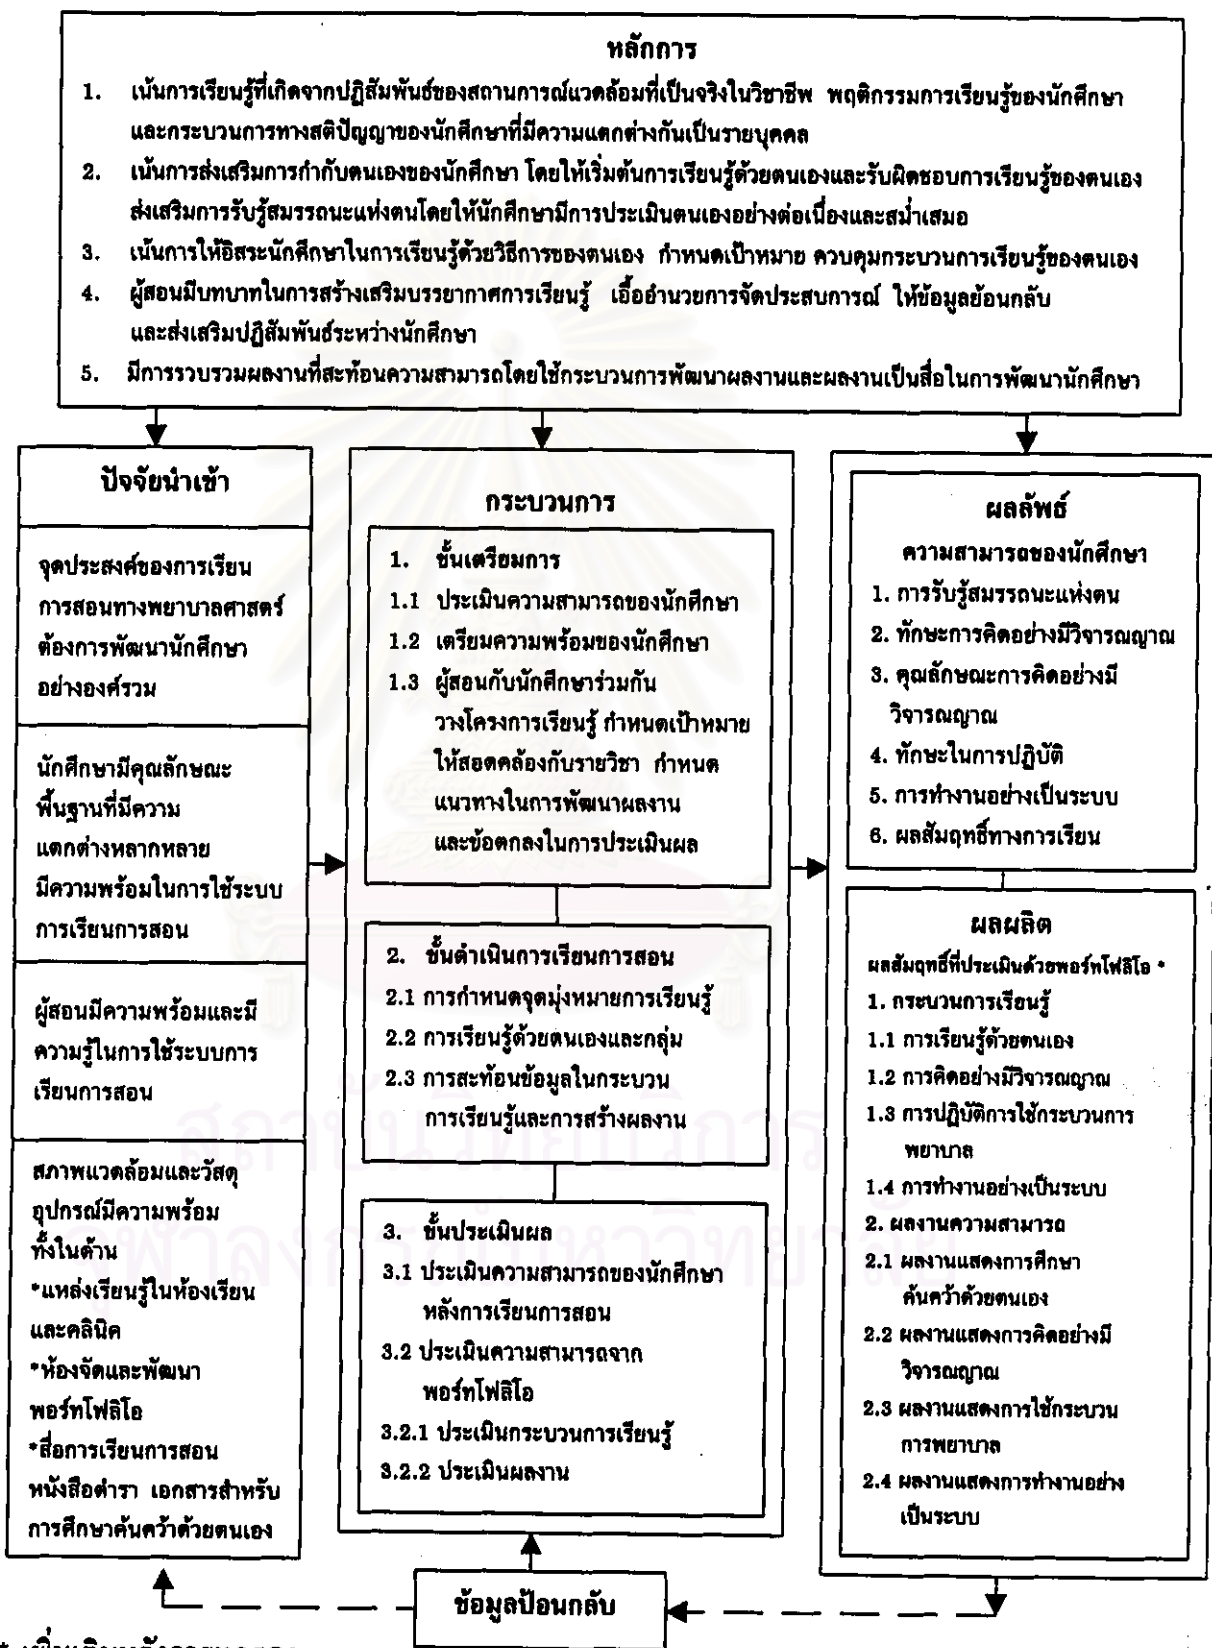 หลักการ
1. เน้นการเรียนรู้ที่เกิดจากปฏิสัมพันธ์ของสถานการณ์แวดล้อมที่เป็นจริงในวิชาชีพ พฤติกรรมการเรียนรู้ของนักศึกษา
และกระบวนการทางสติปัญญาของนักศึกษาที่มีความแตกต่างกันเป็นรายบุคคล
2. เน้นการส่งเสริมการกำกับตนเองของนักศึกษา โดยให้เริ่มต้นการเรียนรู้ด้วยตนเองและรับผิดชอบการเรียนรู้ของตนเอง
ส่งเสริมการรับรู้สมรรถนะแห่งตนโดยให้นักศึกษามีการประเมินตนเองอย่างต่อเนื่องและสม่ำเสมอ
3. เน้นการให้อิสระนักศึกษาในการเรียนรู้ด้วยวิธีการของตนเอง กำหนดเป้าหมาย ควบคุมกระบวนการเรียนรู้ของตนเอง
4. ผู้สอนมีบทบาทในการสร้างเสริมบรรยากาศการเรียนรู้ เอื้ออำนวยการจัดประสบการณ์ ให้ข้อมูลย้อนกลับ
และส่งเสริมปฏิสัมพันธ์ระหว่างนักศึกษา
5. มีการรวบรวมผลงานที่สะท้อนความสามารถโดยใช้กระบวนการพัฒนาผลงานและผลงานเป็นสื่อในการพัฒนานักศึกษา
ปัจจัยนำเข้า
จุดประสงค์ของการเรียน
การสอนทางพยาบาลศาสตร์
ต้องการพัฒนานักศึกษา
อย่างองค์รวม
นักศึกษามีคุณลักษณะ
พื้นฐานที่มีความ
แตกต่างหลากหลาย
มีความพร้อมในการใช้ระบบ
การเรียนการสอน
ผู้สอนมีความพร้อมและมี
ความรู้ในการใช้ระบบการ
เรียนการสอน
สภาพแวดล้อมและวัสดุ
อุปกรณ์มีความพร้อม
ทั้งในด้าน
*แหล่งเรียนรู้ในห้องเรียน
และคลินิค
*ห้องจัดและพัฒนา
พอร์ทโฟลิโอ
*สื่อการเรียนการสอน
หนังสือตำรา เอกสารสำหรับ
การศึกษาค้นคว้าด้วยตนเอง
กระบวนการ
1. ขั้นเตรียมการ
1.1 ประเมินความสามารถของนักศึกษา
1.2 เตรียมความพร้อมของนักศึกษา
1.3 ผู้สอนกับนักศึกษาร่วมกัน
วางโครงการเรียนรู้ กำหนดเป้าหมาย
ให้สอดคล้องกับรายวิชา กำหนด
แนวทางในการพัฒนาผลงาน
และข้อตกลงในการประเมินผล
2. ขั้นดำเนินการเรียนการสอน
2.1 การกำหนดจุดมุ่งหมายการเรียนรู้
2.2 การเรียนรู้ด้วยตนเองและกลุ่ม
2.3 การสะท้อนข้อมูลในกระบวน
การเรียนรู้และการสร้างผลงาน
3. ขั้นประเมินผล
3.1 ประเมินความสามารถของนักศึกษา
หลังการเรียนการสอน
3.2 ประเมินความสามารถจาก
พอร์ทโฟลิโอ
3.2.1 ประเมินกระบวนการเรียนรู้
3.2.2 ประเมินผลงาน
ผลลัพธ์
ความสามารถของนักศึกษา
1. การรับรู้สมรรถนะแห่งตน
2. ทักษะการคิดอย่างมีวิจารณญาณ
3. คุณลักษณะการคิดอย่างมี
วิจารณญาณ
4. ทักษะในการปฏิบัติ
5. การทำงานอย่างเป็นระบบ
6. ผลสัมฤทธิ์ทางการเรียน
ผลผลิต
ผลสัมฤทธิ์ที่ประเมินด้วยพอร์ทโฟลิโอ *
1. กระบวนการเรียนรู้
1.1 การเรียนรู้ด้วยตนเอง
1.2 การคิดอย่างมีวิจารณญาณ
1.3 การปฏิบัติการใช้กระบวนการ
พยาบาล
1.4 การทำงานอย่างเป็นระบบ
2. ผลงานความสามารถ
2.1 ผลงานแสดงการศึกษา
ค้นคว้าด้วยตนเอง
2.2 ผลงานแสดงการคิดอย่างมี
วิจารณญาณ
2.3 ผลงานแสดงการใช้กระบวน
การพยาบาล
2.4 ผลงานแสดงการทำงานอย่าง
เป็นระบบ
ข้อมูลป้อนกลับ
สถาบันวิทยบริการ
จุฬาลงกรณ์มหาวิทยาลัย